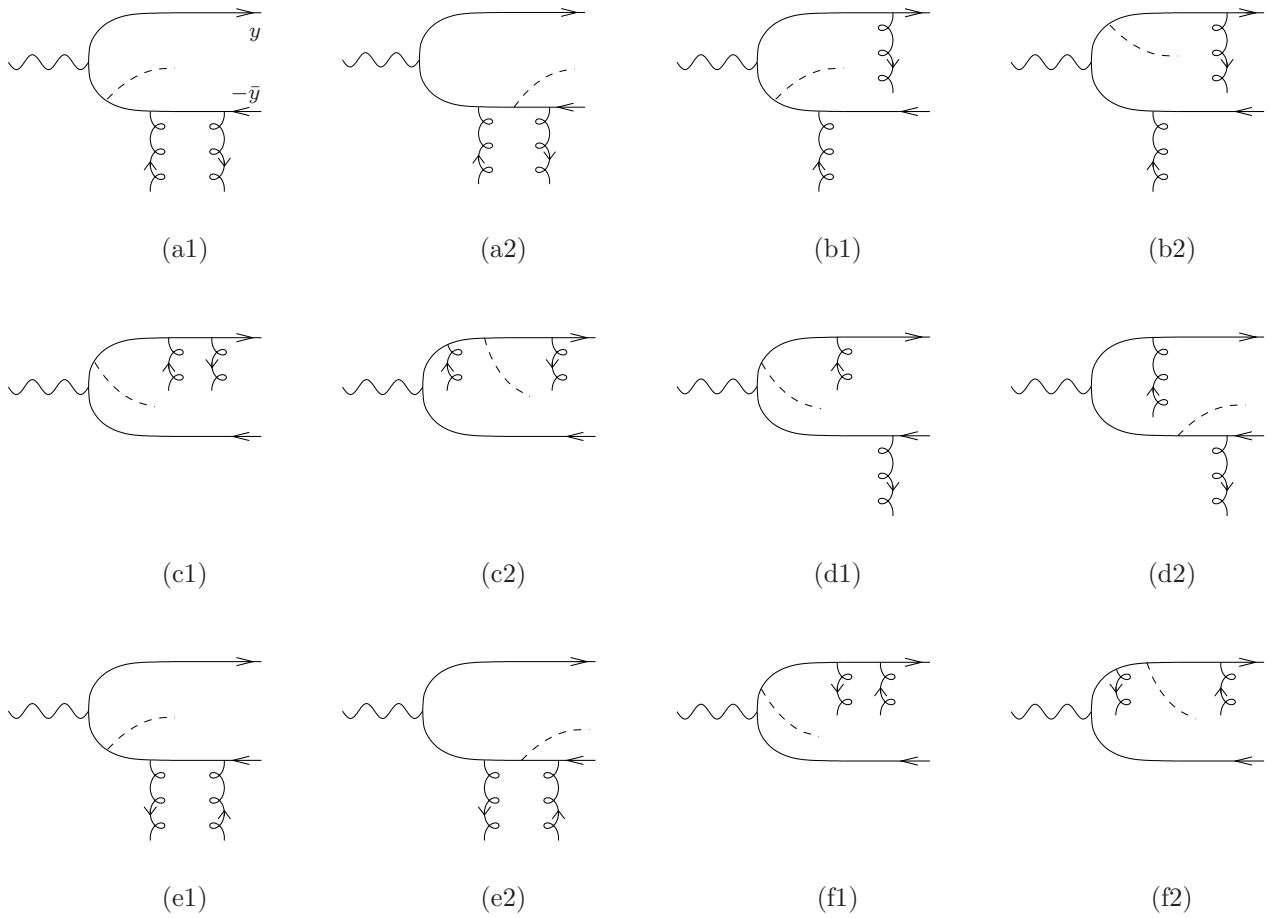 y
−ȳ
(a1) (a2) (b1) (b2)
(c1) (c2) (d1) (d2)
(e1) (e2) (f1) (f2)